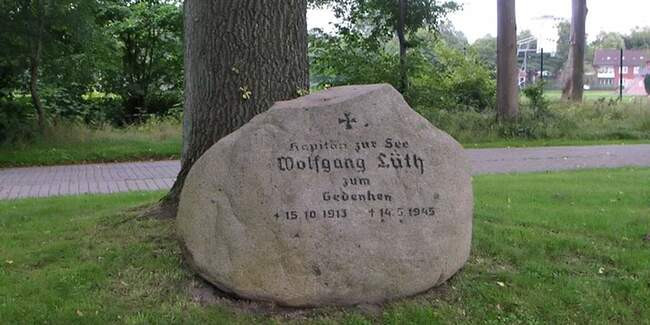 Kapitän zur See
Wolfgang Lüth
zum
Gedenken
+ 15.10.1913 + 14.5.1945